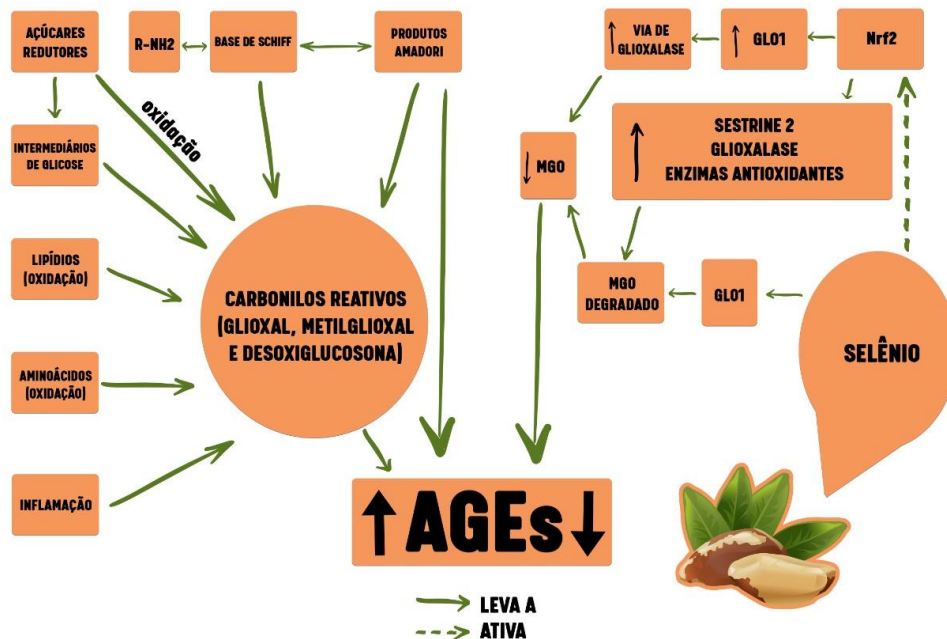 AÇÚCARES
REDUTORES
R-NH2
BASE DE SCHIFF
PRODUTOS
AMADORI
VIA DE
GLIOXALASE
GLO1
Nrf2
oxidação
INTERMEDIÁRIOS
DE GLICOSE
SESTRINE 2
GLIOXALASE
ENZIMAS ANTIOXIDANTES
MGO
LIPÍDIOS
(OXIDAÇÃO)
CARBONILOS REATIVOS
(GLIOXAL, METILGLIOXAL
E DESOXIGLUCOSONA)
MGO
DEGRADADO
GLO1
SELÊNIO
AMINOÁCIDOS
(OXIDAÇÃO)
INFLAMAÇÃO
AGEs
LEVA A
ATIVA